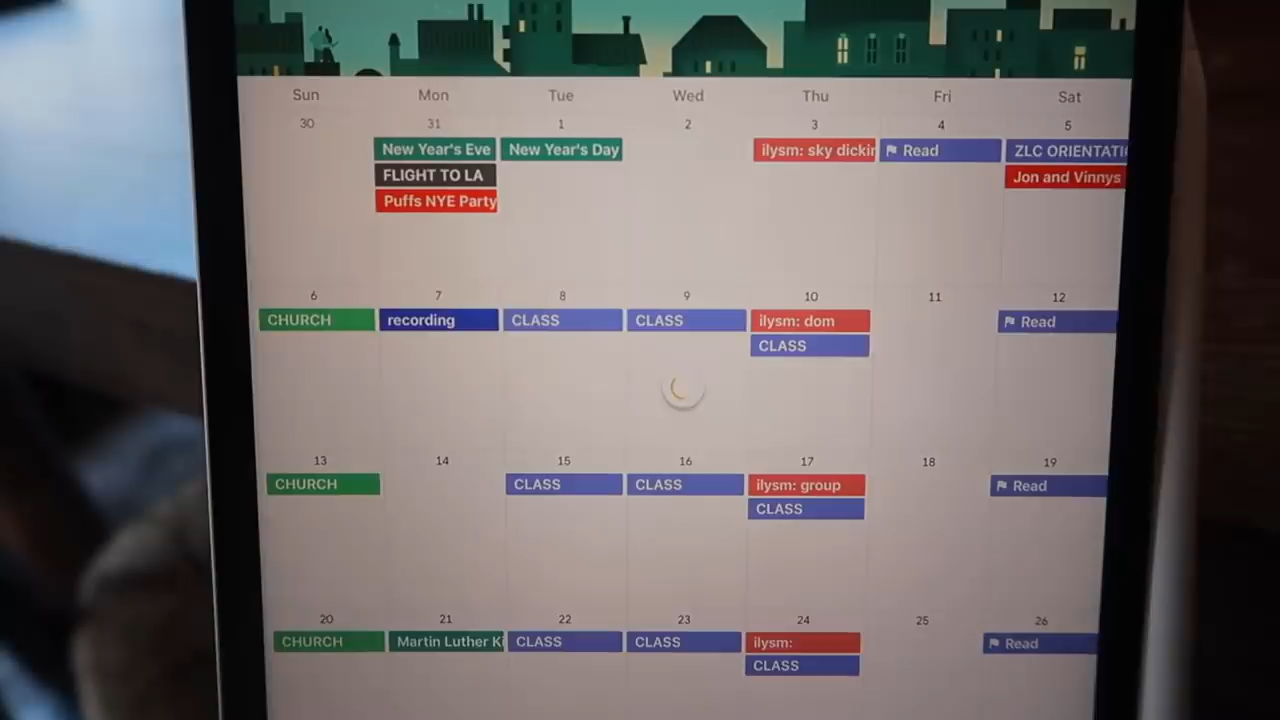 Sun Mon Tue Wed Thu Fri Sat
30 31 1 2 3 4 5
New Year's Eve New Year's Day ilysm: sky dickin Read ZLC ORIENTATI
FLIGHT TO LA Jon and Vinnys
Puffs NYE Party
6 7 8 9 10 11 12
CHURCH recording CLASS CLASS ilysm: dom Read
CLASS
13 14 15 16 17 18 19
CHURCH CLASS CLASS ilysm: group Read
CLASS
20 21 22 23 24 25 26
CHURCH Martin Luther Ki CLASS CLASS ilysm: Read
CLASS